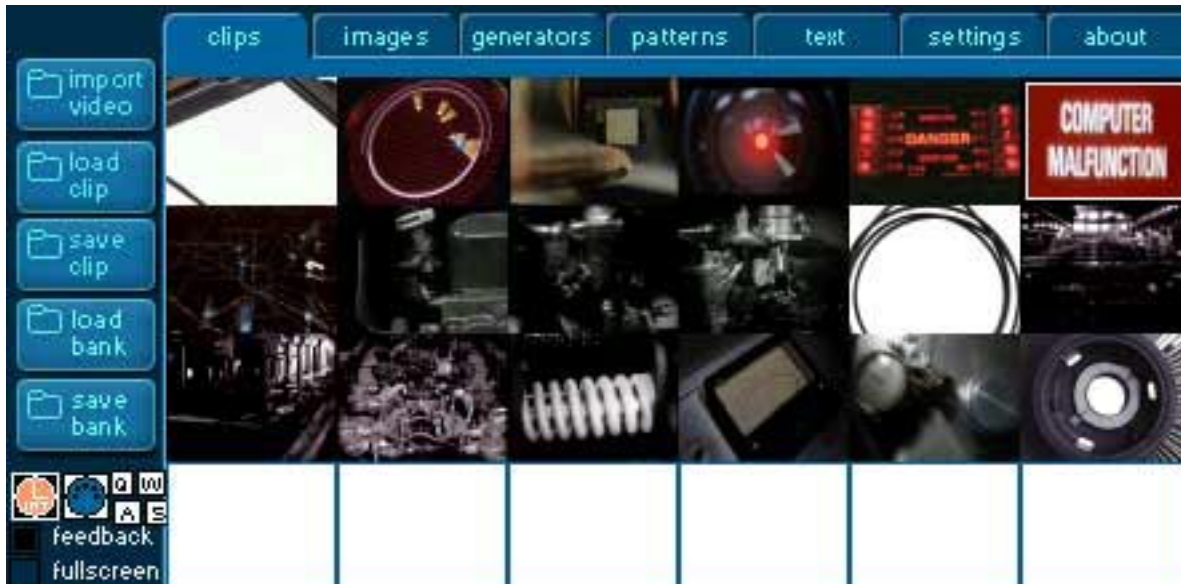 clips
images
generators
patterns
text
settings
about
import
video
load
clip
save
clip
load
bank
save
bank
DANGER
COMPUTER
MALFUNCTION
Q W
A S
feedback
fullscreen